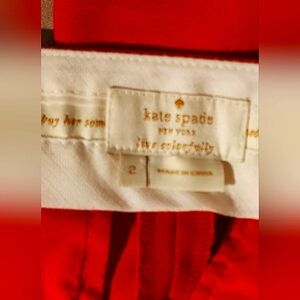 buy her som
kate spade
NEW YORK
live colorfully
2
MADE IN CHINA